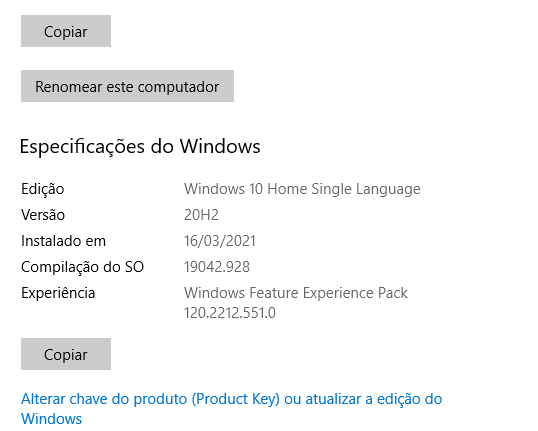 Copiar
Renomear este computador
Especificações do Windows
Edição Windows 10 Home Single Language
Versão 20H2
Instalado em 16/03/2021
Compilação do SO 19042.928
Experiência Windows Feature Experience Pack
120.2212.551.0
Copiar
Alterar chave do produto (Product Key) ou atualizar a edição do
Windows